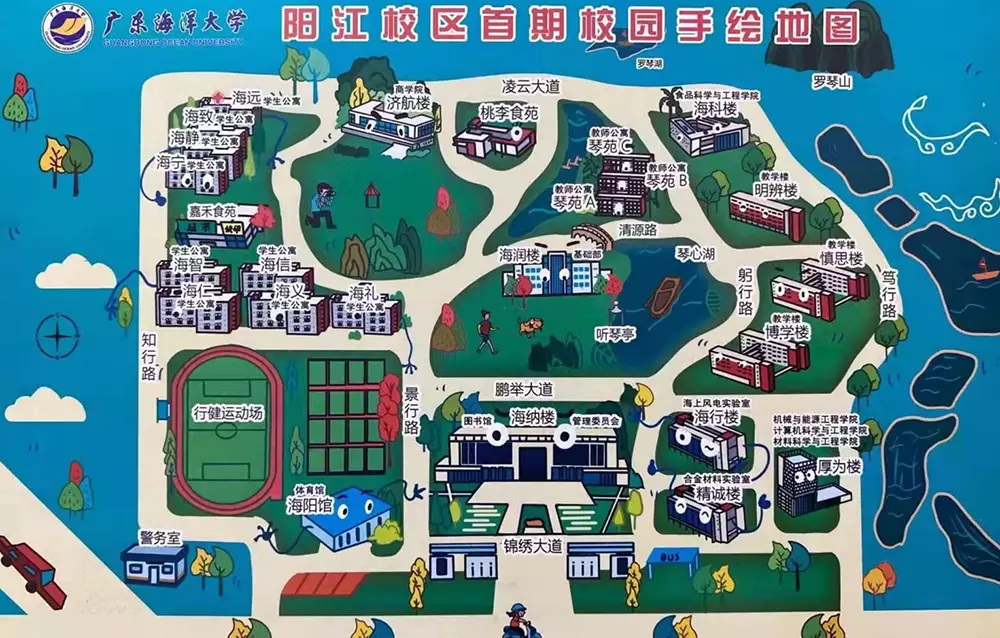 广东海洋大学
GUANGDONG OCEAN UNIVERSITY
阳江校区首期校园手绘地图
罗琴湖
罗琴山
凌云大道
海远 学生公寓
海致 学生公寓
海静 学生公寓
海宁 学生公寓
商学院
济航楼
桃李食苑
食品科学与工程学院
海科楼
教师公寓
琴苑 C
教师公寓
琴苑 B
教师公寓
琴苑 A
教学楼
明辨楼
嘉禾食苑
清源路
学生公寓
海智
学生公寓
海信
海仁
学生公寓
海义
学生公寓
海礼
学生公寓
海润楼
基础部
琴心湖
听琴亭
躬行路
教学楼
慎思楼
笃行路
教学楼
博学楼
知行路
行健运动场
景行路
鹏举大道
图书馆
海纳楼
管理委员会
海上风电实验室
海行楼
机械与能源工程学院
计算机科学与工程学院
材料科学与工程学院
厚为楼
合金材料实验室
精诚楼
体育馆
海阳馆
警务室
锦绣大道
BUS